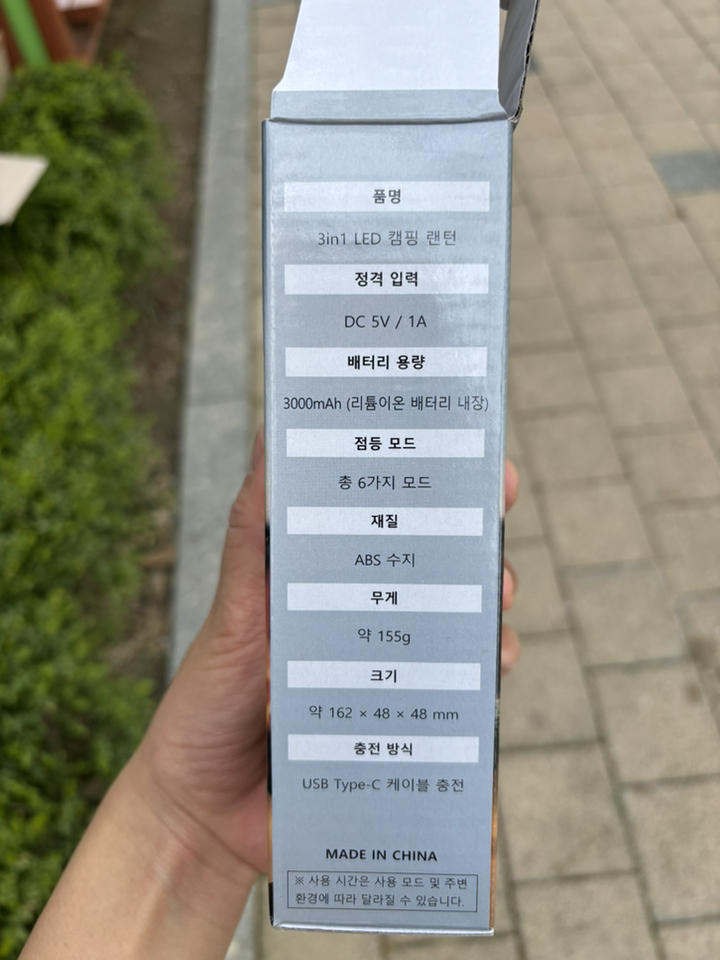 품명
3in1 LED 캠핑 랜턴
정격 입력
DC 5V / 1A
배터리 용량
3000mAh (리튬이온 배터리 내장)
점등 모드
총 6가지 모드
재질
ABS 수지
무게
약 155g
크기
약 162 × 48 × 48 mm
충전 방식
USB Type-C 케이블 충전
MADE IN CHINA
※ 사용 시간은 사용 모드 및 주변
환경에 따라 달라질 수 있습니다.